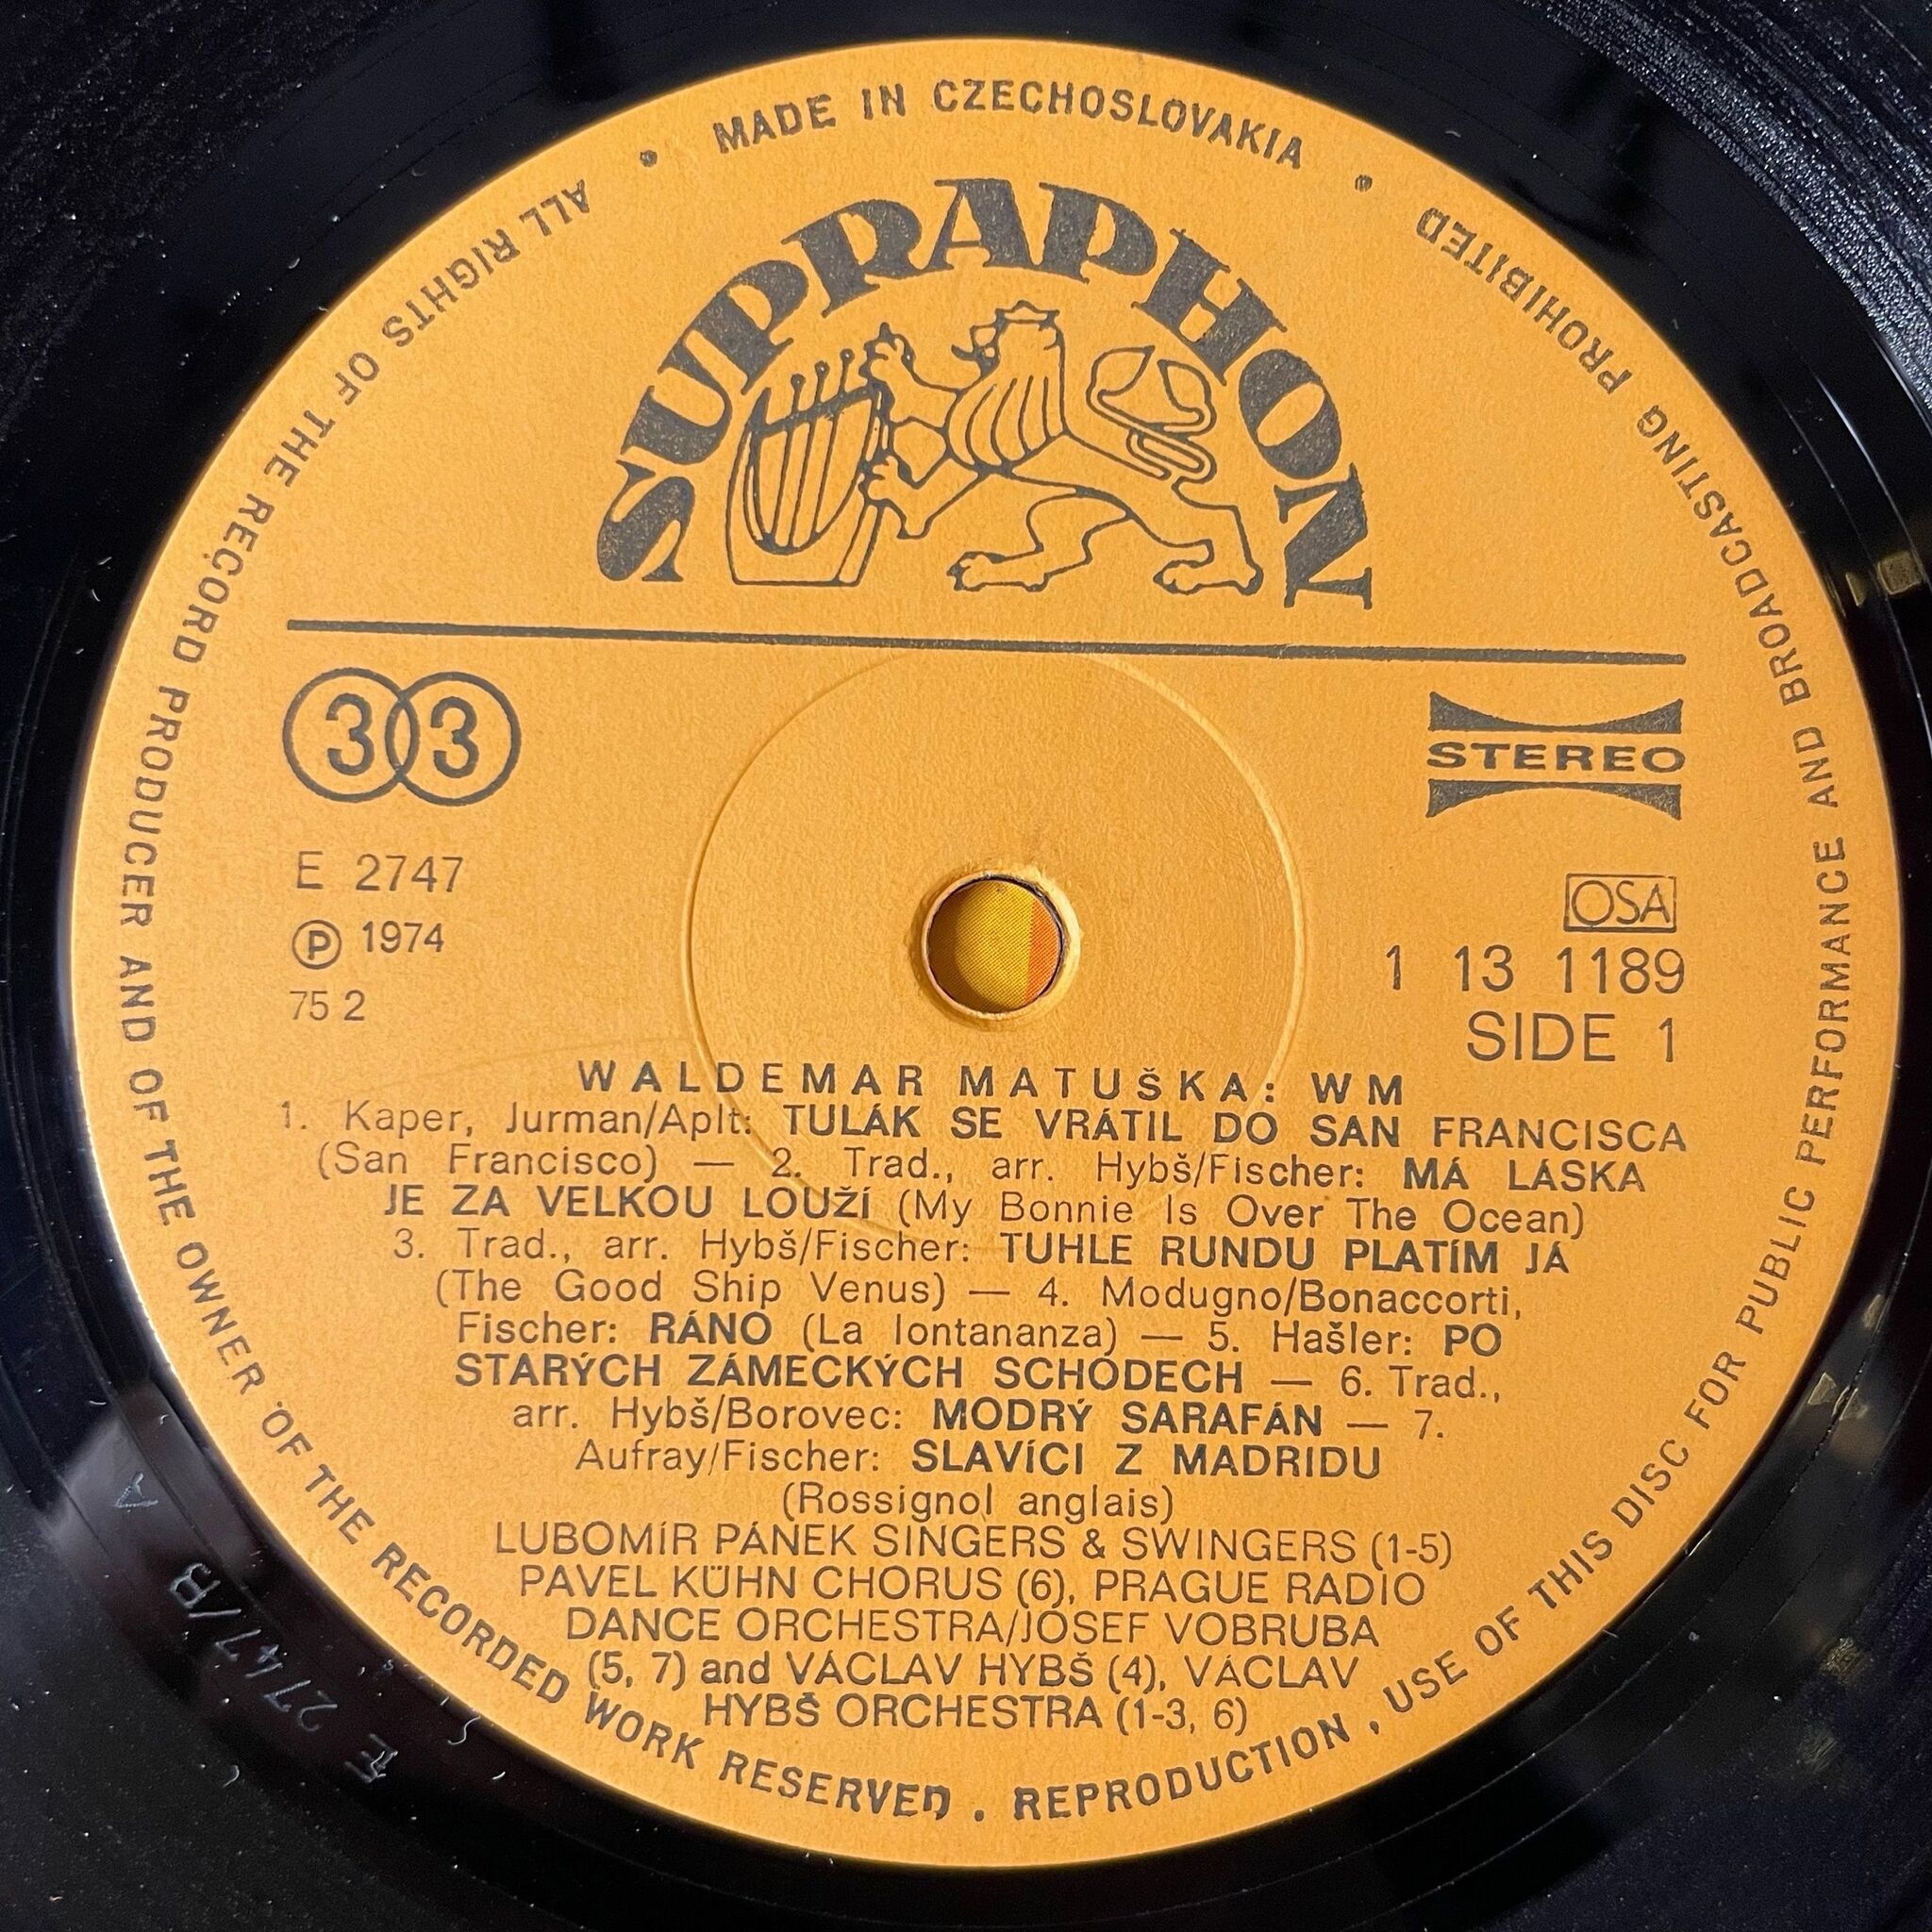 MADE IN CZECHOSLOVAKIA
ALL RIGHTS OF THE RECORD PRODUCER AND OF THE OWNER OF THE RECORDED WORK RESERVED . REPRODUCTION , USE OF THIS DISC FOR PUBLIC PERFORMANCE AND BROADCASTING PROHIBITED
SUPRAPHON
33
STEREO
E 2747
Ⓟ 1974
75 2
OSA
1 13 1189
SIDE 1
WALDEMAR MATUŠKA: WM
1. Kaper, Jurman/Aplt: TULÁK SE VRÁTIL DO SAN FRANCISCA
(San Francisco) — 2. Trad., arr. Hybš/Fischer: MÁ LÁSKA
JE ZA VELKOU LOUŽÍ (My Bonnie Is Over The Ocean)
3. Trad., arr. Hybš/Fischer: TUHLE RUNDU PLATÍM JÁ
(The Good Ship Venus) — 4. Modugno/Bonaccorti,
Fischer: RÁNO (La lontananza) — 5. Hašler: PO
STARÝCH ZÁMECKÝCH SCHODECH — 6. Trad.,
arr. Hybš/Borovec: MODRÝ SARAFÁN — 7.
Aufray/Fischer: SLAVÍCI Z MADRIDU
(Rossignol anglais)
LUBOMÍR PÁNEK SINGERS & SWINGERS (1-5)
PAVEL KÜHN CHORUS (6), PRAGUE RADIO
DANCE ORCHESTRA/JOSEF VOBRUBA
(5, 7) and VÁCLAV HYBŠ (4), VÁCLAV
HYBŠ ORCHESTRA (1-3, 6)
E 2747/B
A